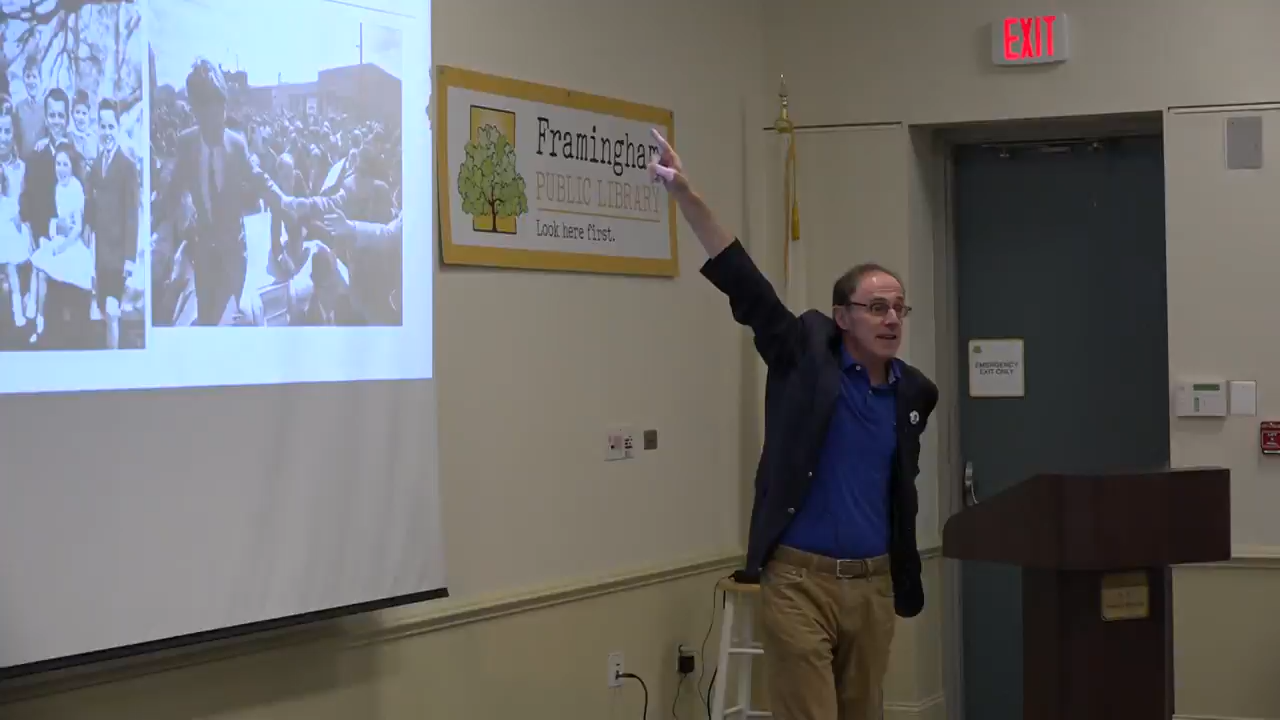 EXIT
Framingham
PUBLIC LIBRARY
Look here first.
EMERGENCY
EXIT ONLY